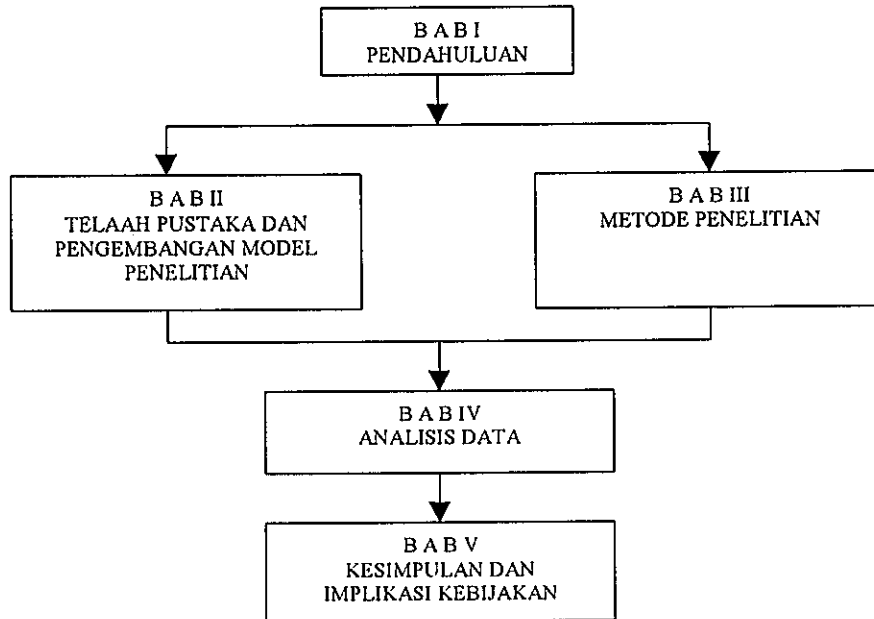 B A B I
PENDAHULUAN
B A B II
TELAAH PUSTAKA DAN
PENGEMBANGAN MODEL
PENELITIAN
B A B III
METODE PENELITIAN
B A B IV
ANALISIS DATA
B A B V
KESIMPULAN DAN
IMPLIKASI KEBIJAKAN